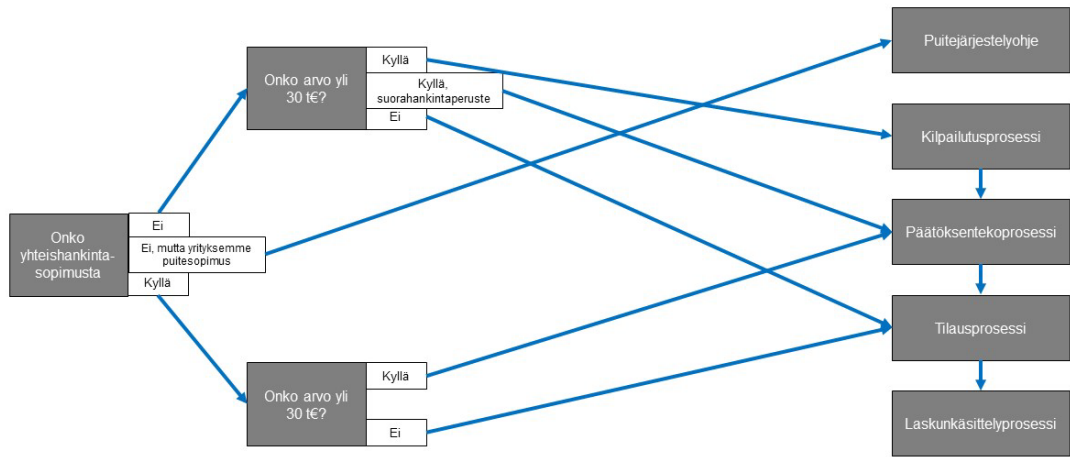 Onko
yhteishankinta-
sopimusta
Ei
Ei, mutta yrityksemme
puitesopimus
Kyllä
Onko arvo yli
30 t€?
Kyllä
Kyllä,
suorahankintaperuste
Ei
Onko arvo yli
30 t€?
Kyllä
Ei
Puitejärjestelyohje
Kilpailutusprosessi
Päätöksentekoprosessi
Tilausprosessi
Laskunkäsittelyprosessi